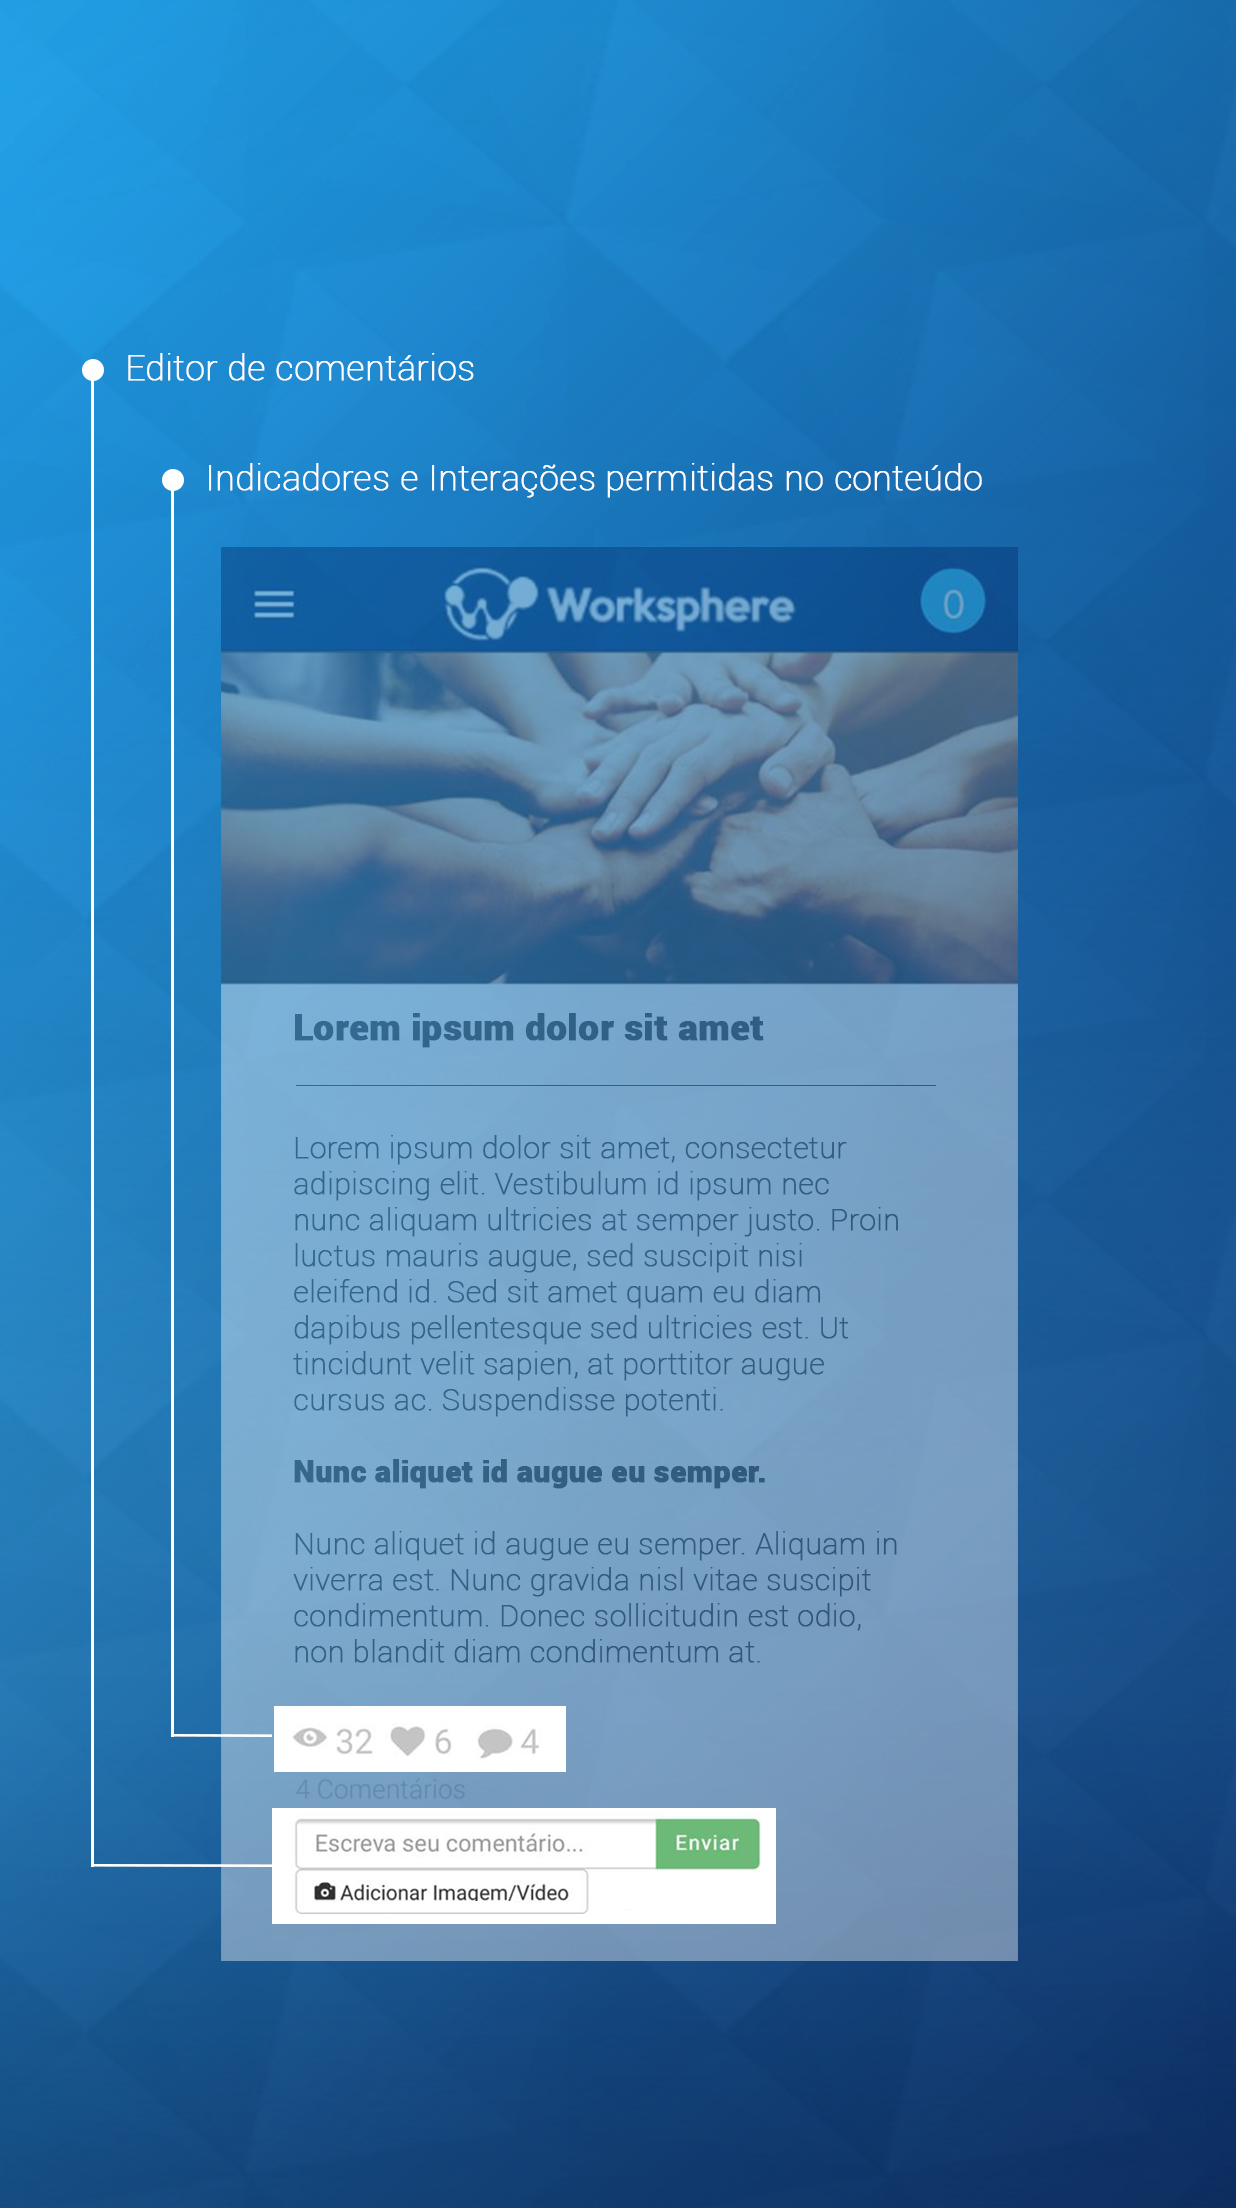 Editor de comentários
Indicadores e Interações permitidas no conteúdo
Worksphere
0
Lorem ipsum dolor sit amet
Lorem ipsum dolor sit amet, consectetur
adipiscing elit. Vestibulum id ipsum nec
nunc aliquam ultricies at semper justo. Proin
luctus mauris augue, sed suscipit nisi
eleifend id. Sed sit amet quam eu diam
dapibus pellentesque sed ultricies est. Ut
tincidunt velit sapien, at porttitor augue
cursus ac. Suspendisse potenti.
Nunc aliquet id augue eu semper.
Nunc aliquet id augue eu semper. Aliquam in
viverra est. Nunc gravida nisl vitae suscipit
condimentum. Donec sollicitudin est odio,
non blandit diam condimentum at.
32 6 4
4 Comentários
Escreva seu comentário... Enviar
Adicionar Imagem/Vídeo